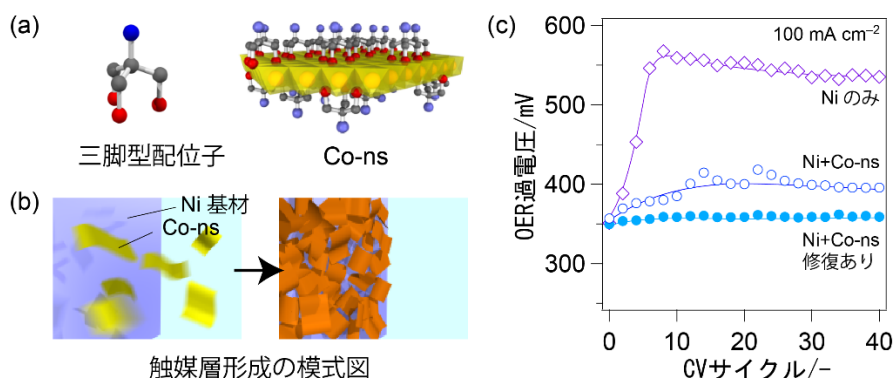 (a)
三脚型配位子
Co-ns
(b)
Ni 基材
Co-ns
触媒層形成の模式図
(c)
100 mA cm⁻²
Ni のみ
Ni+Co-ns
Ni+Co-ns
修復あり
OER過電圧/mV
600
500
400
300
0
10
20
30
40
CVサイクル/-